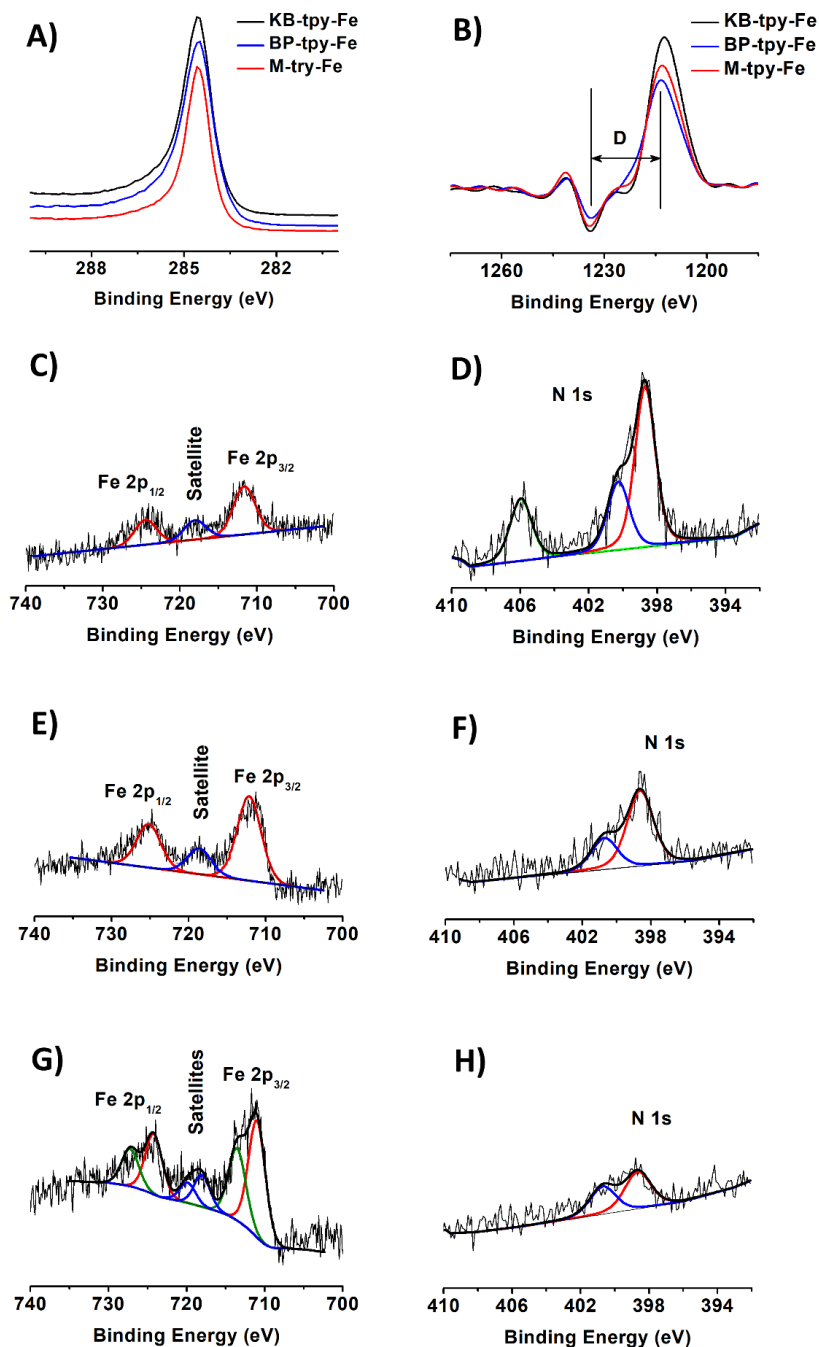 A)
KB-tpy-Fe
BP-tpy-Fe
M-try-Fe
288 285 282
Binding Energy (eV)
B)
KB-tpy-Fe
BP-tpy-Fe
M-tpy-Fe
D
1260 1230 1200
Binding Energy (eV)
C)
Fe 2p1/2
Satellite
Fe 2p3/2
740 730 720 710 700
Binding Energy (eV)
D)
N 1s
410 406 402 398 394
Binding Energy (eV)
E)
Fe 2p1/2
Satellite
Fe 2p3/2
740 730 720 710 700
Binding Energy (eV)
F)
N 1s
410 406 402 398 394
Binding Energy (eV)
G)
Fe 2p1/2
Satellites
Fe 2p3/2
740 730 720 710 700
Binding Energy (eV)
H)
N 1s
410 406 402 398 394
Binding Energy (eV)